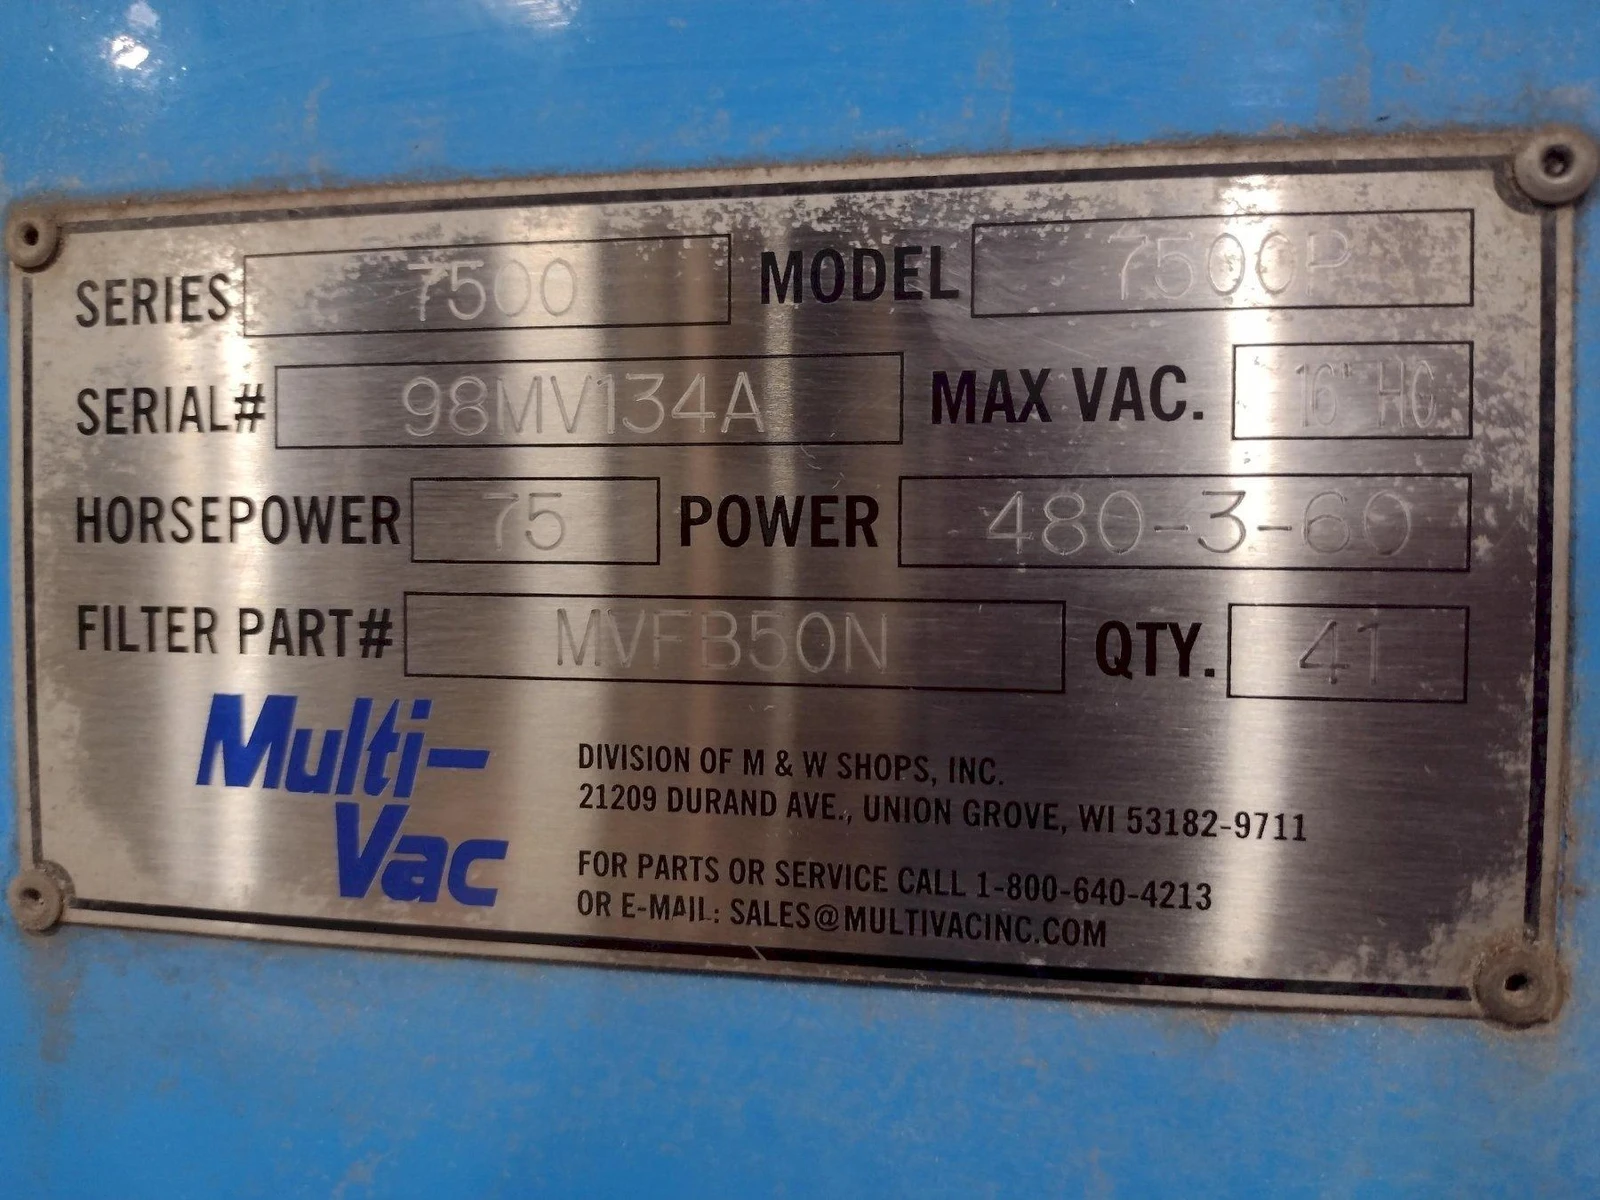 SERIES 7500 MODEL 7500P
SERIAL# 98MV134A MAX VAC. 16" HG
HORSEPOWER 75 POWER 480-3-60
FILTER PART# MVFB50N QTY. 41
Multi-
Vac
DIVISION OF M & W SHOPS, INC.
21209 DURAND AVE., UNION GROVE, WI 53182-9711
FOR PARTS OR SERVICE CALL 1-800-640-4213
OR E-MAIL: SALES@MULTIVACINC.COM